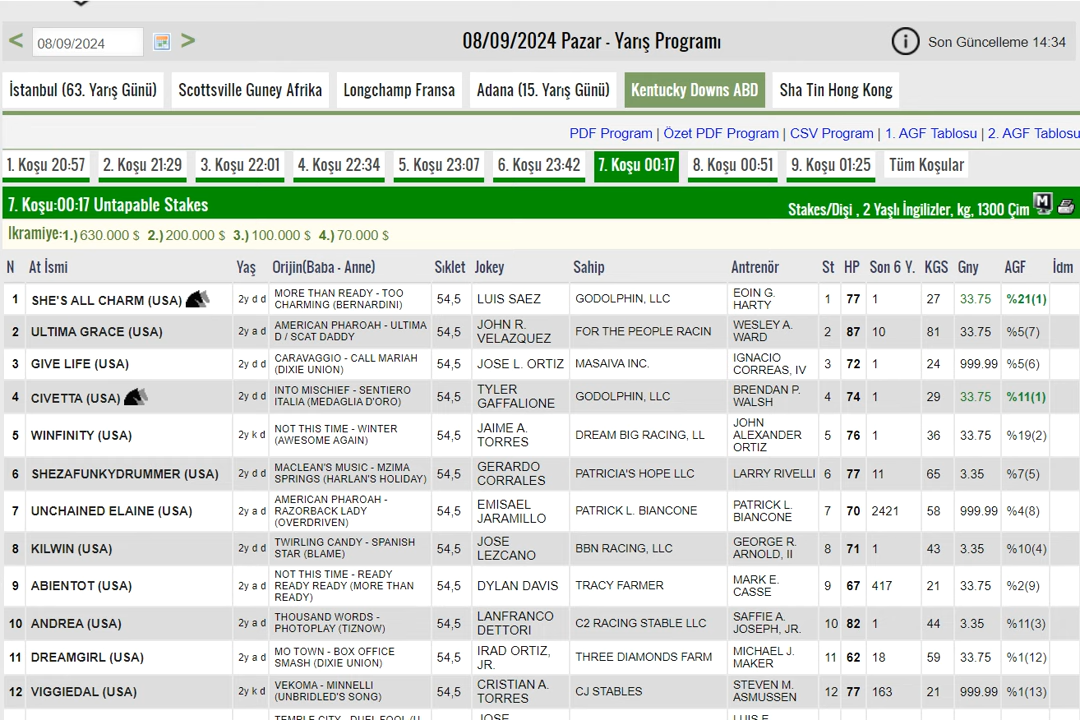 08/09/2024
08/09/2024 Pazar - Yarış Programı
Son Güncelleme 14:34
İstanbul (63. Yarış Günü) Scottsville Guney Afrika Longchamp Fransa Adana (15. Yarış Günü) Kentucky Downs ABD Sha Tin Hong Kong
PDF Program | Özet PDF Program | CSV Program | 1. AGF Tablosu | 2. AGF Tablosu
1. Koşu 20:57 2. Koşu 21:29 3. Koşu 22:01 4. Koşu 22:34 5. Koşu 23:07 6. Koşu 23:42 7. Koşu 00:17 8. Koşu 00:51 9. Koşu 01:25 Tüm Koşular
7. Koşu:00:17 Untapable Stakes
Stakes/Dişi , 2 Yaşlı İngilizler, kg, 1300 Çim M
İkramiye:1.) 630.000 $ 2.) 200.000 $ 3.) 100.000 $ 4.) 70.000 $
N At İsmi Yaş Orijin(Baba - Anne) Sıklet Jokey Sahip Antrenör St HP Son 6 Y. KGS Gny AGF İdm
1 SHE'S ALL CHARM (USA) 2y d d MORE THAN READY - TOO CHARMING (BERNARDINI) 54,5 LUIS SAEZ GODOLPHIN, LLC EOIN G. HARTY 1 77 1 27 33.75 %21(1)
2 ULTIMA GRACE (USA) 2y a d AMERICAN PHAROAH - ULTIMA D / SCAT DADDY 54,5 JOHN R. VELAZQUEZ FOR THE PEOPLE RACIN WESLEY A. WARD 2 87 10 81 33.75 %5(7)
3 GIVE LIFE (USA) 2y d d CARAVAGGIO - CALL MARIAH (DIXIE UNION) 54,5 JOSE L. ORTIZ MASAIVA INC. IGNACIO CORREAS, IV 3 72 1 24 999.99 %5(6)
4 CIVETTA (USA) 2y d d INTO MISCHIEF - SENTIERO ITALIA (MEDAGLIA D'ORO) 54,5 TYLER GAFFALIONE GODOLPHIN, LLC BRENDAN P. WALSH 4 74 1 29 33.75 %11(1)
5 WINFINITY (USA) 2y k d NOT THIS TIME - WINTER (AWESOME AGAIN) 54,5 JAIME A. TORRES DREAM BIG RACING, LL JOHN ALEXANDER ORTIZ 5 76 1 36 33.75 %19(2)
6 SHEZAFUNKYDRUMMER (USA) 2y d d MACLEAN'S MUSIC - MZIMA SPRINGS (HARLAN'S HOLIDAY) 54,5 GERARDO CORRALES PATRICIA'S HOPE LLC LARRY RIVELLI 6 77 11 65 3.35 %7(5)
7 UNCHAINED ELAINE (USA) 2y a d AMERICAN PHAROAH - RAZORBACK LADY (OVERDRIVEN) 54,5 EMISAEL JARAMILLO PATRICK L. BIANCONE PATRICK L. BIANCONE 7 70 2421 58 999.99 %4(8)
8 KILWIN (USA) 2y d d TWIRLING CANDY - SPANISH STAR (BLAME) 54,5 JOSE LEZCANO BBN RACING, LLC GEORGE R. ARNOLD, II 8 71 1 43 3.35 %10(4)
9 ABIENTOT (USA) 2y a d NOT THIS TIME - READY READY READY (MORE THAN READY) 54,5 DYLAN DAVIS TRACY FARMER MARK E. CASSE 9 67 417 21 33.75 %2(9)
10 ANDREA (USA) 2y a d THOUSAND WORDS - PHOTOPLAY (TIZNOW) 54,5 LANFRANCO DETTORI C2 RACING STABLE LLC SAFFIE A. JOSEPH, JR. 10 82 1 44 3.35 %11(3)
11 DREAMGIRL (USA) 2y a d MO TOWN - BOX OFFICE SMASH (DIXIE UNION) 54,5 IRAD ORTIZ, JR. THREE DIAMONDS FARM MICHAEL J. MAKER 11 62 18 59 33.75 %1(12)
12 VIGGIEDAL (USA) 2y k d VEKOMA - MINNELLI (UNBRIDLED'S SONG) 54,5 CRISTIAN A. TORRES CJ STABLES STEVEN M. ASMUSSEN 12 77 163 21 999.99 %1(13)
TEMPLE CITY - DUEL FOOL (U JOSE LUIS E.